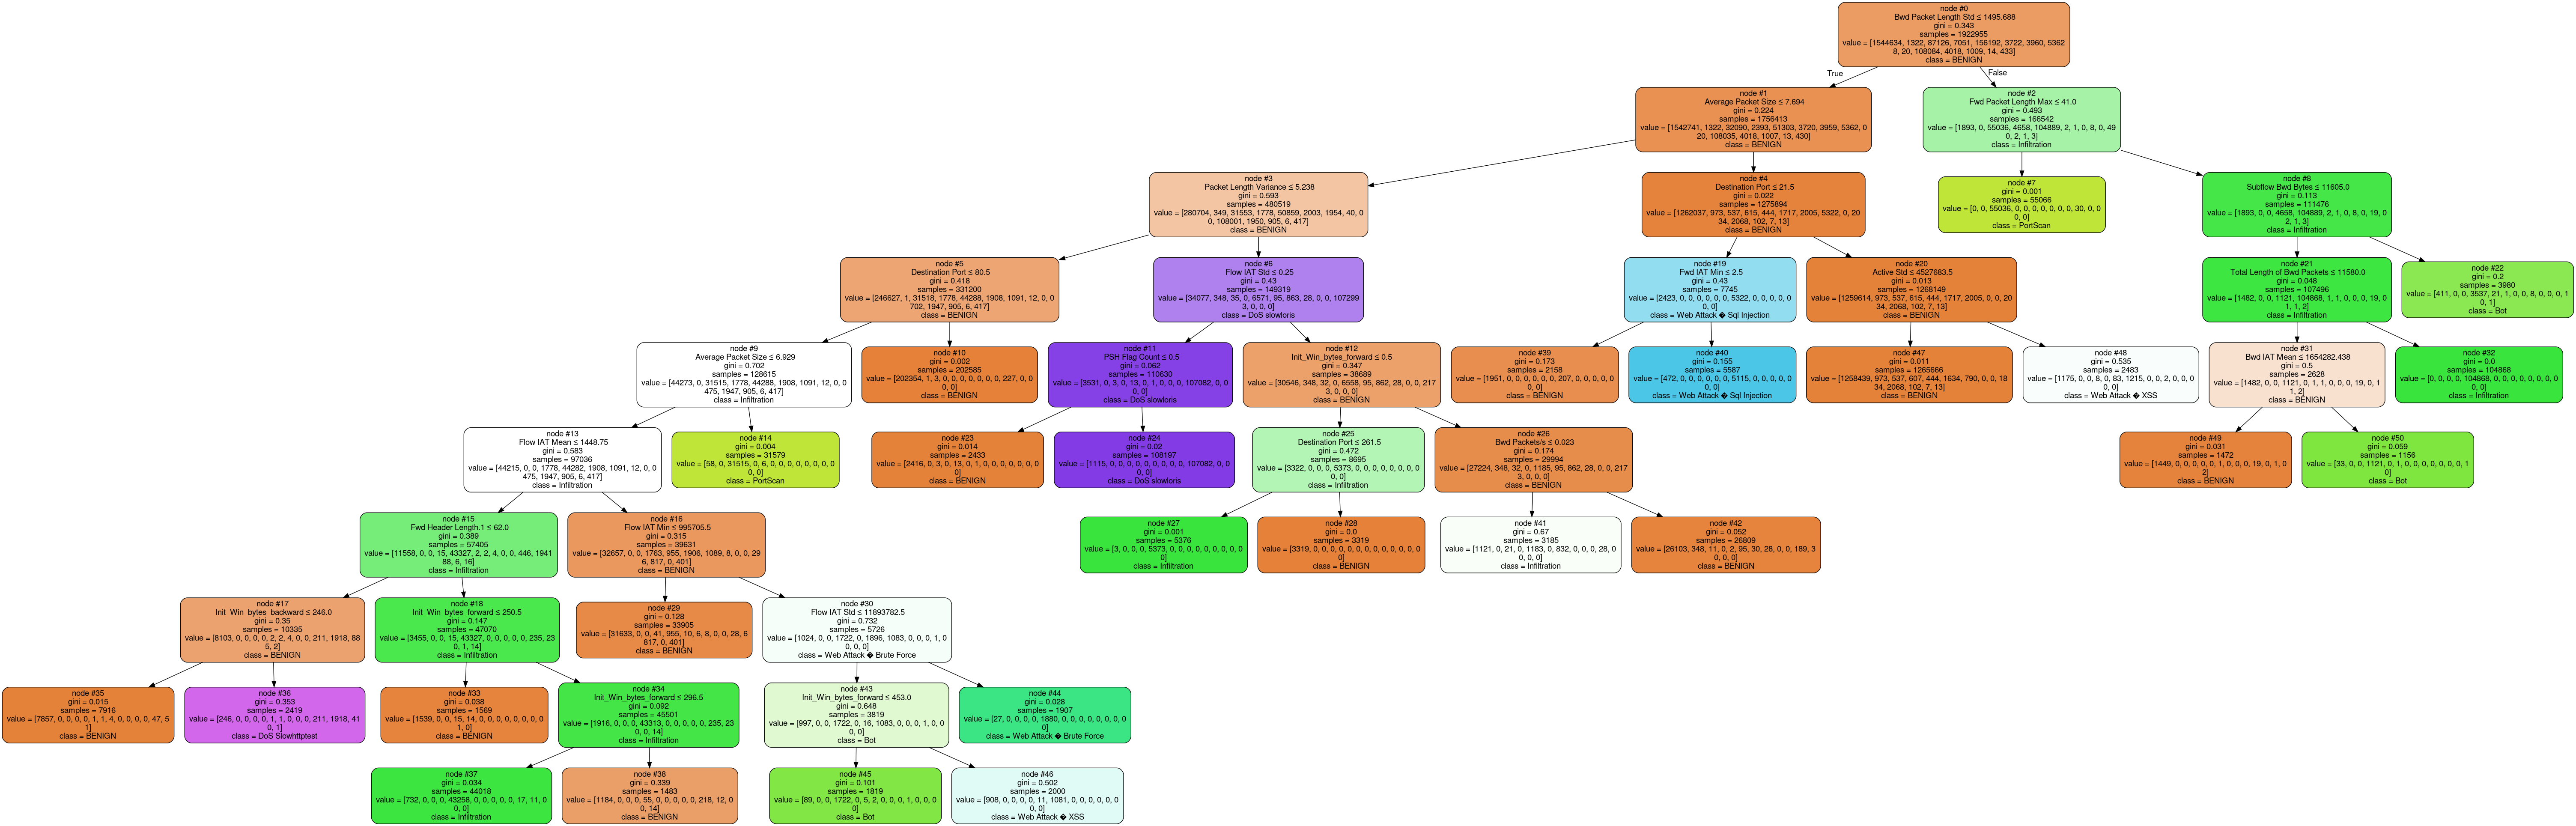 node #0
Bwd Packet Length Std ≤ 1495.688
gini = 0.343
samples = 1922955
value = [1544634, 1322, 87126, 7051, 156192, 3722, 3960, 5362
8, 20, 108084, 4018, 1009, 14, 433]
class = BENIGN
True
False
node #1
Average Packet Size ≤ 7.694
gini = 0.224
samples = 1756413
value = [1542741, 1322, 32090, 2393, 51303, 3720, 3959, 5362, 0
20, 108035, 4018, 1007, 13, 430]
class = BENIGN
node #2
Fwd Packet Length Max ≤ 41.0
gini = 0.493
samples = 166542
value = [1893, 0, 55036, 4658, 104889, 2, 1, 0, 8, 0, 49
0, 2, 1, 3]
class = Infiltration
node #3
Packet Length Variance ≤ 5.238
gini = 0.593
samples = 480519
value = [280704, 349, 31553, 1778, 50859, 2003, 1954, 40, 0
0, 108001, 1950, 905, 6, 417]
class = BENIGN
node #4
Destination Port ≤ 21.5
gini = 0.022
samples = 1275894
value = [1262037, 973, 537, 615, 444, 1717, 2005, 5322, 0, 20
34, 2068, 102, 7, 13]
class = BENIGN
node #7
gini = 0.001
samples = 55066
value = [0, 0, 55036, 0, 0, 0, 0, 0, 0, 0, 30, 0, 0
0, 0]
class = PortScan
node #8
Subflow Bwd Bytes ≤ 11605.0
gini = 0.113
samples = 111476
value = [1893, 0, 0, 4658, 104889, 2, 1, 0, 8, 0, 19, 0
2, 1, 3]
class = Infiltration
node #5
Destination Port ≤ 80.5
gini = 0.418
samples = 331200
value = [246627, 1, 31518, 1778, 44288, 1908, 1091, 12, 0, 0
702, 1947, 905, 6, 417]
class = BENIGN
node #6
Flow IAT Std ≤ 0.25
gini = 0.43
samples = 149319
value = [34077, 348, 35, 0, 6571, 95, 863, 28, 0, 0, 107299
3, 0, 0, 0]
class = DoS slowloris
node #19
Fwd IAT Min ≤ 2.5
gini = 0.43
samples = 7745
value = [2423, 0, 0, 0, 0, 0, 0, 5322, 0, 0, 0, 0, 0
0, 0]
class = Web Attack � Sql Injection
node #20
Active Std ≤ 4527683.5
gini = 0.013
samples = 1268149
value = [1259614, 973, 537, 615, 444, 1717, 2005, 0, 0, 20
34, 2068, 102, 7, 13]
class = BENIGN
node #21
Total Length of Bwd Packets ≤ 11580.0
gini = 0.048
samples = 107496
value = [1482, 0, 0, 1121, 104868, 1, 1, 0, 0, 0, 19, 0
1, 1, 2]
class = Infiltration
node #22
gini = 0.2
samples = 3980
value = [411, 0, 0, 3537, 21, 1, 0, 0, 8, 0, 0, 0, 1
0, 1]
class = Bot
node #9
Average Packet Size ≤ 6.929
gini = 0.702
samples = 128615
value = [44273, 0, 31515, 1778, 44288, 1908, 1091, 12, 0, 0
475, 1947, 905, 6, 417]
class = Infiltration
node #10
gini = 0.002
samples = 202585
value = [202354, 1, 3, 0, 0, 0, 0, 0, 0, 0, 227, 0, 0
0, 0]
class = BENIGN
node #11
PSH Flag Count ≤ 0.5
gini = 0.062
samples = 110630
value = [3531, 0, 3, 0, 13, 0, 1, 0, 0, 0, 107082, 0, 0
0, 0]
class = DoS slowloris
node #12
Init_Win_bytes_forward ≤ 0.5
gini = 0.347
samples = 38689
value = [30546, 348, 32, 0, 6558, 95, 862, 28, 0, 0, 217
3, 0, 0, 0]
class = BENIGN
node #39
gini = 0.173
samples = 2158
value = [1951, 0, 0, 0, 0, 0, 0, 207, 0, 0, 0, 0, 0
0, 0]
class = BENIGN
node #40
gini = 0.155
samples = 5587
value = [472, 0, 0, 0, 0, 0, 0, 5115, 0, 0, 0, 0, 0
0, 0]
class = Web Attack � Sql Injection
node #47
gini = 0.011
samples = 1265666
value = [1258439, 973, 537, 607, 444, 1634, 790, 0, 0, 18
34, 2068, 102, 7, 13]
class = BENIGN
node #48
gini = 0.535
samples = 2483
value = [1175, 0, 0, 8, 0, 83, 1215, 0, 0, 2, 0, 0, 0
0, 0]
class = Web Attack � XSS
node #31
Bwd IAT Mean ≤ 1654282.438
gini = 0.5
samples = 2628
value = [1482, 0, 0, 1121, 0, 1, 1, 0, 0, 0, 19, 0, 1
1, 2]
class = BENIGN
node #32
gini = 0.0
samples = 104868
value = [0, 0, 0, 0, 104868, 0, 0, 0, 0, 0, 0, 0, 0
0, 0]
class = Infiltration
node #13
Flow IAT Mean ≤ 1448.75
gini = 0.583
samples = 97036
value = [44215, 0, 0, 1778, 44282, 1908, 1091, 12, 0, 0
475, 1947, 905, 6, 417]
class = Infiltration
node #14
gini = 0.004
samples = 31579
value = [58, 0, 31515, 0, 6, 0, 0, 0, 0, 0, 0, 0, 0
0, 0]
class = PortScan
node #23
gini = 0.014
samples = 2433
value = [2416, 0, 3, 0, 13, 0, 1, 0, 0, 0, 0, 0, 0, 0
0]
class = BENIGN
node #24
gini = 0.02
samples = 108197
value = [1115, 0, 0, 0, 0, 0, 0, 0, 0, 0, 107082, 0, 0
0, 0]
class = DoS slowloris
node #25
Destination Port ≤ 261.5
gini = 0.472
samples = 8695
value = [3322, 0, 0, 0, 5373, 0, 0, 0, 0, 0, 0, 0, 0
0, 0]
class = Infiltration
node #26
Bwd Packets/s ≤ 0.023
gini = 0.174
samples = 29994
value = [27224, 348, 32, 0, 1185, 95, 862, 28, 0, 0, 217
3, 0, 0, 0]
class = BENIGN
node #49
gini = 0.031
samples = 1472
value = [1449, 0, 0, 0, 0, 0, 1, 0, 0, 0, 19, 0, 1, 0
2]
class = BENIGN
node #50
gini = 0.059
samples = 1156
value = [33, 0, 0, 1121, 0, 1, 0, 0, 0, 0, 0, 0, 0, 1
0]
class = Bot
node #15
Fwd Header Length.1 ≤ 62.0
gini = 0.389
samples = 57405
value = [11558, 0, 0, 15, 43327, 2, 2, 4, 0, 0, 446, 1941
88, 6, 16]
class = Infiltration
node #16
Flow IAT Min ≤ 995705.5
gini = 0.315
samples = 39631
value = [32657, 0, 0, 1763, 955, 1906, 1089, 8, 0, 0, 29
6, 817, 0, 401]
class = BENIGN
node #27
gini = 0.001
samples = 5376
value = [3, 0, 0, 0, 5373, 0, 0, 0, 0, 0, 0, 0, 0, 0
0]
class = Infiltration
node #28
gini = 0.0
samples = 3319
value = [3319, 0, 0, 0, 0, 0, 0, 0, 0, 0, 0, 0, 0, 0
0]
class = BENIGN
node #41
gini = 0.67
samples = 3185
value = [1121, 0, 21, 0, 1183, 0, 832, 0, 0, 0, 28, 0, 0
0, 0, 0]
class = Infiltration
node #42
gini = 0.052
samples = 26809
value = [26103, 348, 11, 0, 2, 95, 30, 28, 0, 0, 189, 3
0, 0, 0]
class = BENIGN
node #17
Init_Win_bytes_backward ≤ 246.0
gini = 0.35
samples = 10335
value = [8103, 0, 0, 0, 0, 2, 2, 4, 0, 0, 211, 1918, 88
5, 2]
class = BENIGN
node #18
Init_Win_bytes_forward ≤ 250.5
gini = 0.147
samples = 47070
value = [3455, 0, 0, 15, 43327, 0, 0, 0, 0, 0, 235, 23
0, 1, 14]
class = Infiltration
node #29
gini = 0.128
samples = 33905
value = [31633, 0, 0, 41, 955, 10, 6, 8, 0, 0, 28, 6
817, 0, 401]
class = BENIGN
node #30
Flow IAT Std ≤ 11893782.5
gini = 0.732
samples = 5726
value = [1024, 0, 0, 1722, 0, 1896, 1083, 0, 0, 0, 1, 0
0, 0, 0]
class = Web Attack � Brute Force
node #35
gini = 0.015
samples = 7916
value = [7857, 0, 0, 0, 0, 1, 1, 4, 0, 0, 0, 0, 47, 5
1]
class = BENIGN
node #36
gini = 0.353
samples = 2419
value = [246, 0, 0, 0, 0, 1, 1, 0, 0, 0, 211, 1918, 41
0, 1]
class = DoS Slowhttptest
node #33
gini = 0.038
samples = 1569
value = [1539, 0, 0, 15, 14, 0, 0, 0, 0, 0, 0, 0, 0
1, 0]
class = BENIGN
node #34
Init_Win_bytes_forward ≤ 296.5
gini = 0.092
samples = 45501
value = [1916, 0, 0, 0, 43313, 0, 0, 0, 0, 0, 235, 23
0, 0, 14]
class = Infiltration
node #43
Init_Win_bytes_forward ≤ 453.0
gini = 0.648
samples = 3819
value = [997, 0, 0, 1722, 0, 16, 1083, 0, 0, 0, 1, 0, 0
0, 0]
class = Bot
node #44
gini = 0.028
samples = 1907
value = [27, 0, 0, 0, 0, 1880, 0, 0, 0, 0, 0, 0, 0, 0
0]
class = Web Attack � Brute Force
node #37
gini = 0.034
samples = 44018
value = [732, 0, 0, 0, 43258, 0, 0, 0, 0, 0, 17, 11, 0
0, 0]
class = Infiltration
node #38
gini = 0.339
samples = 1483
value = [1184, 0, 0, 0, 55, 0, 0, 0, 0, 0, 218, 12, 0
0, 14]
class = BENIGN
node #45
gini = 0.101
samples = 1819
value = [89, 0, 0, 1722, 0, 5, 2, 0, 0, 0, 1, 0, 0, 0
0]
class = Bot
node #46
gini = 0.502
samples = 2000
value = [908, 0, 0, 0, 0, 11, 1081, 0, 0, 0, 0, 0, 0
0, 0]
class = Web Attack � XSS